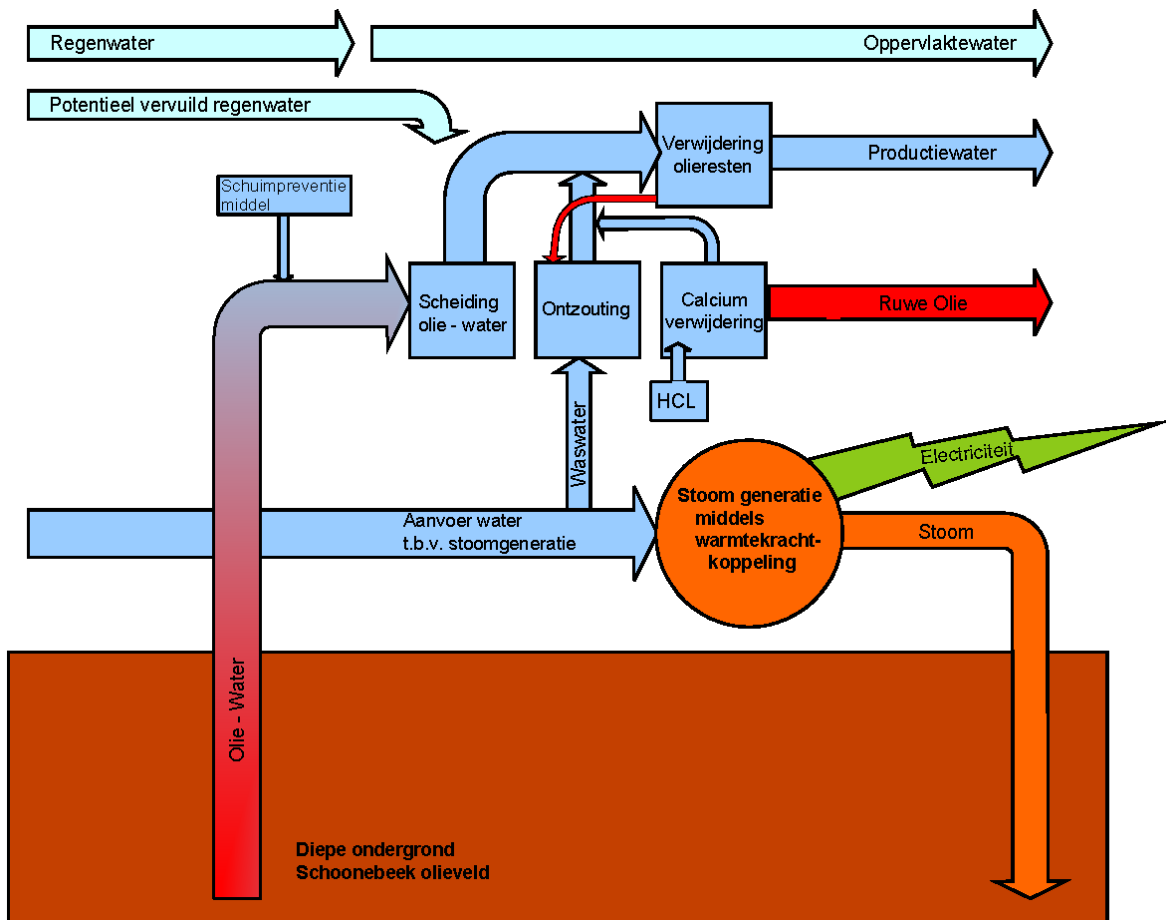 Regenwater
Oppervlaktewater
Potentieel vervuild regenwater
Verwijdering
olieresten
Productiewater
Schuimpreventie
middel
Scheiding
olie - water
Ontzouting
Calcium
verwijdering
Ruwe Olie
HCL
Waswater
Electriciteit
Stoom generatie
middels
warmtekracht-
koppeling
Aanvoer water
t.b.v. stoomgeneratie
Stoom
Olie - Water
Diepe ondergrond
Schoonebeek olieveld